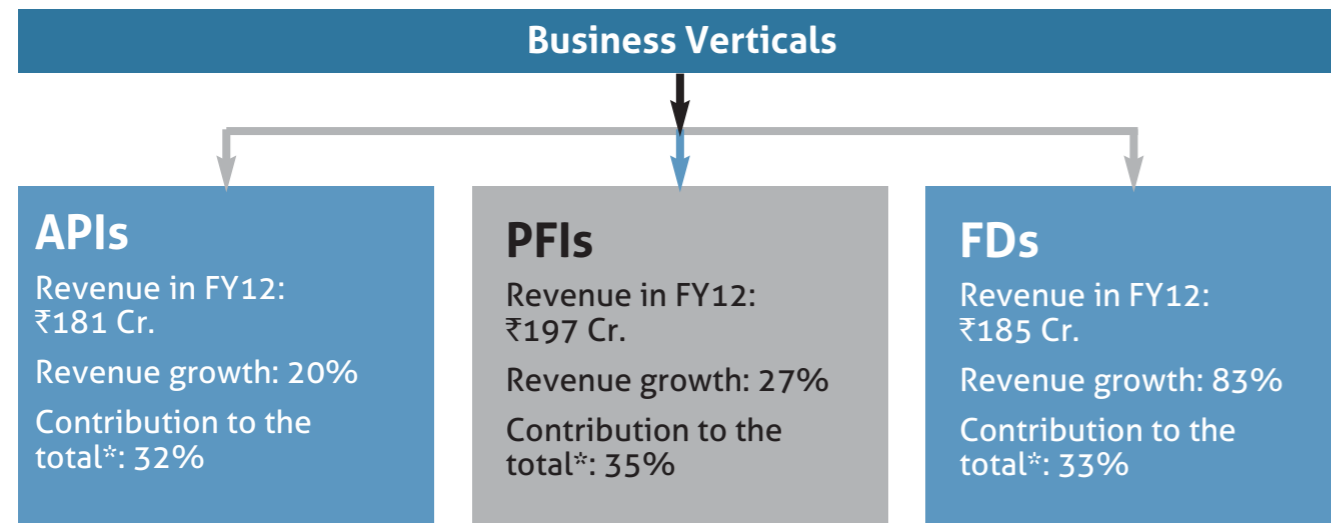 Business Verticals
APIs
Revenue in FY12:
₹181 Cr.
Revenue growth: 20%
Contribution to the
total*: 32%
PFIs
Revenue in FY12:
₹197 Cr.
Revenue growth: 27%
Contribution to the
total*: 35%
FDs
Revenue in FY12:
₹185 Cr.
Revenue growth: 83%
Contribution to the
total*: 33%